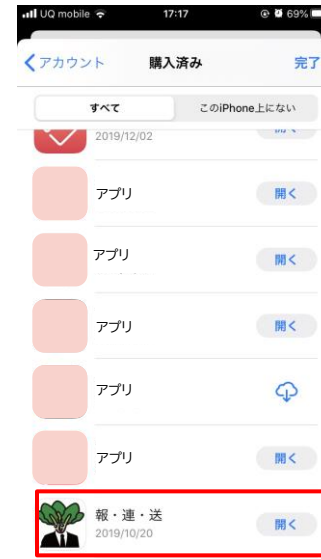 UQ mobile 17:17 69%
アカウント 購入済み 完了
すべて このiPhone上にない
2019/12/02
アプリ 開く
アプリ 開く
アプリ 開く
アプリ
アプリ 開く
報・連・送 開く
2019/10/20